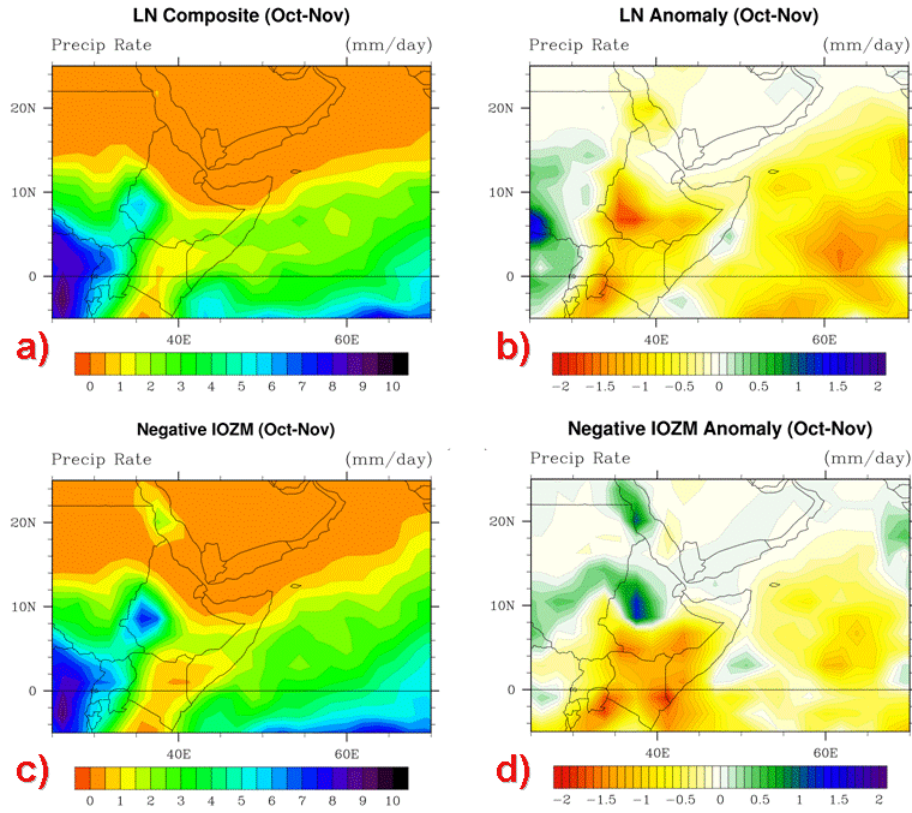 LN Composite (Oct-Nov)
Precip Rate (mm/day)
20N
10N
0
40E 60E
a)
0 1 2 3 4 5 6 7 8 9 10
LN Anomaly (Oct-Nov)
Precip Rate (mm/day)
20N
10N
0
40E 60E
b)
-2 -1.5 -1 -0.5 0 0.5 1 1.5 2
Negative IOZM (Oct-Nov)
Precip Rate (mm/day)
20N
10N
0
40E 60E
c)
0 1 2 3 4 5 6 7 8 9 10
Negative IOZM Anomaly (Oct-Nov)
Precip Rate (mm/day)
20N
10N
0
40E 60E
d)
-2 -1.5 -1 -0.5 0 0.5 1 1.5 2